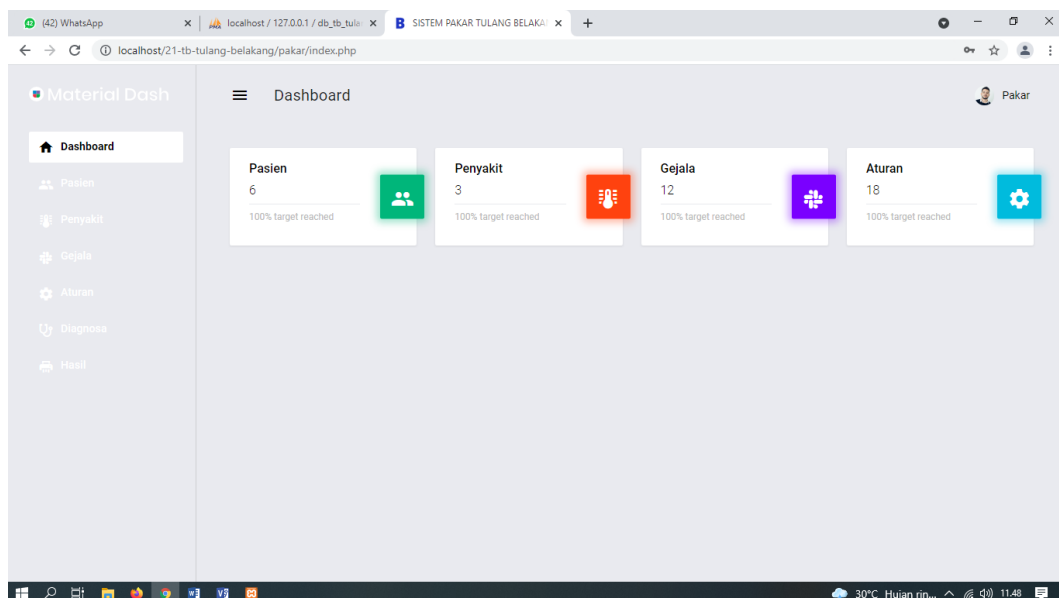 (42) WhatsApp
localhost / 127.0.0.1 / db_tb_tula
SISTEM PAKAR TULANG BELAKA
localhost/21-tb-tulang-belakang/pakar/index.php
Material Dash
Dashboard
Pakar
Dashboard
Pasien
Penyakit
Gejala
Aturan
Diagnosa
Hasil
Pasien
6
100% target reached
Penyakit
3
100% target reached
Gejala
12
100% target reached
Aturan
18
100% target reached
30°C Hujan rin... 11.48